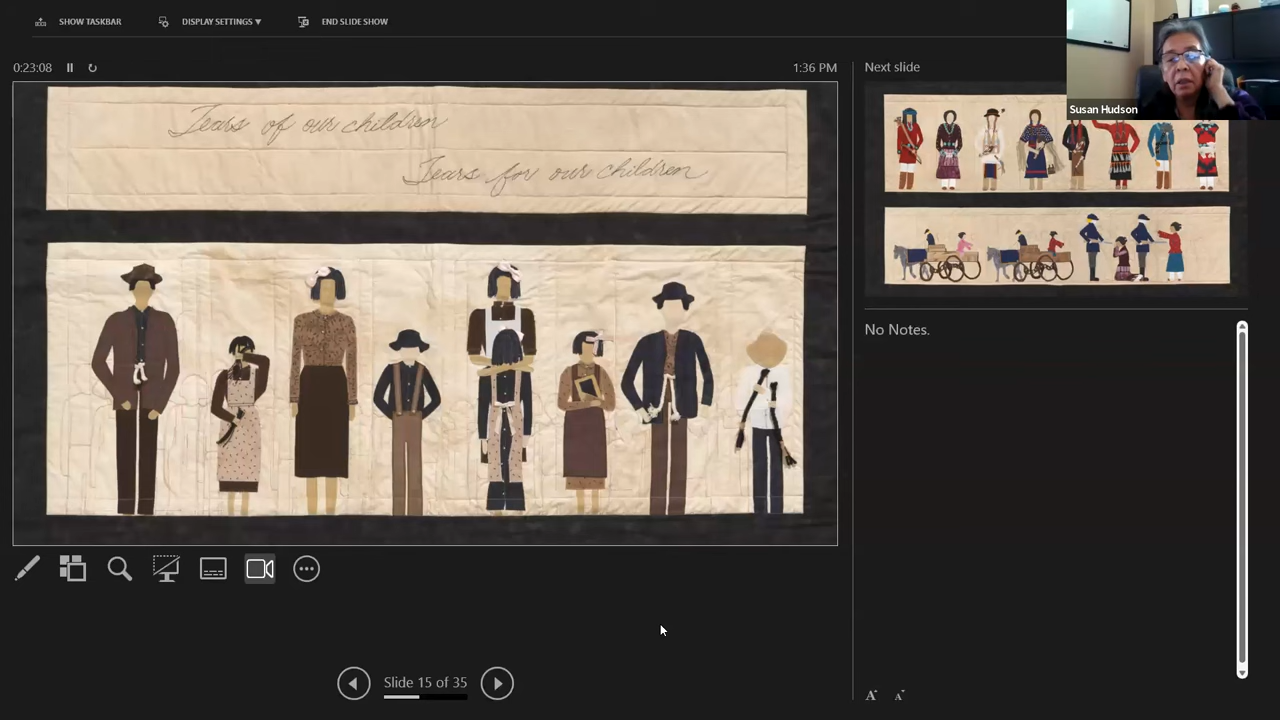 SHOW TASKBAR
DISPLAY SETTINGS ▼
END SLIDE SHOW
0:23:08
1:36 PM
Next slide
Susan Hudson
Tears of our children
Tears for our children
No Notes.
Slide 15 of 35
A
A